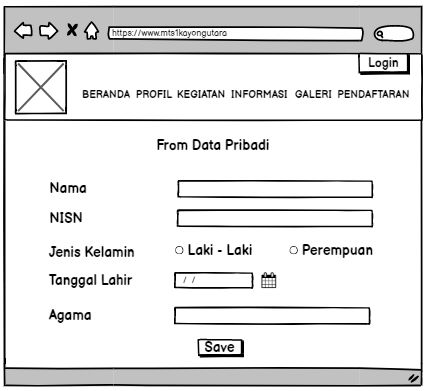 https://www.mts1kayongutara
Login
BERANDA PROFIL KEGIATAN INFORMASI GALERI PENDAFTARAN
From Data Pribadi
Nama
NISN
Jenis Kelamin Laki - Laki Perempuan
Tanggal Lahir / /
Agama
Save